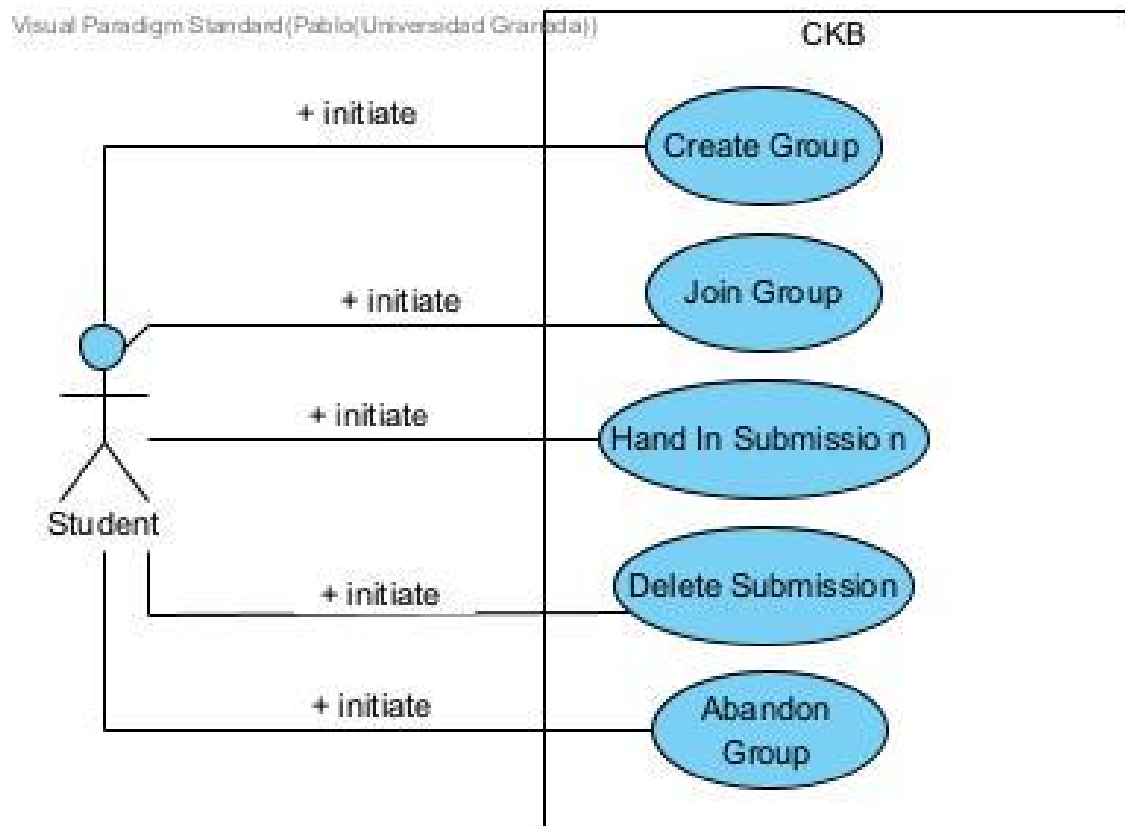 Visual Paradigm Standard(Pablo(Universidad Granada))
CKB
+ initiate
Create Group
+ initiate
Join Group
+ initiate
Hand In Submission
Student
+ initiate
Delete Submission
+ initiate
Abandon
Group